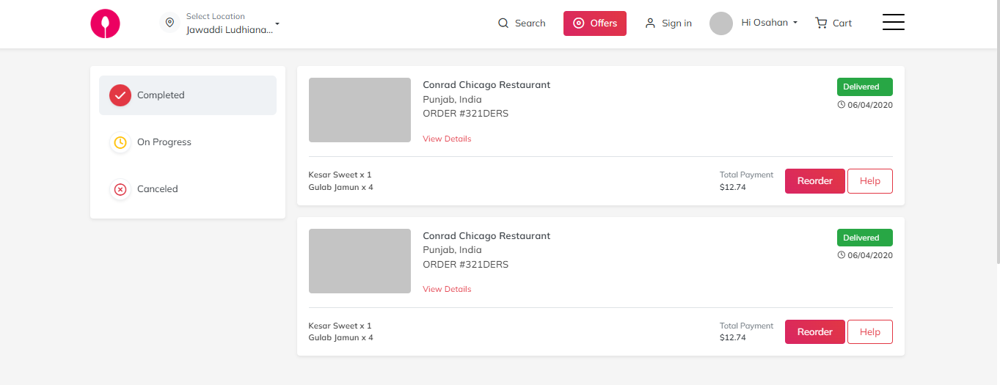 Select Location
Jawaddi Ludhiana...
Search
Offers
Sign in
Hi Osahan
Cart
Completed
On Progress
Canceled
Conrad Chicago Restaurant
Punjab, India
ORDER #321DERS
View Details
Delivered
06/04/2020
Kesar Sweet x 1
Gulab Jamun x 4
Total Payment
$12.74
Reorder
Help
Conrad Chicago Restaurant
Punjab, India
ORDER #321DERS
View Details
Delivered
06/04/2020
Kesar Sweet x 1
Gulab Jamun x 4
Total Payment
$12.74
Reorder
Help